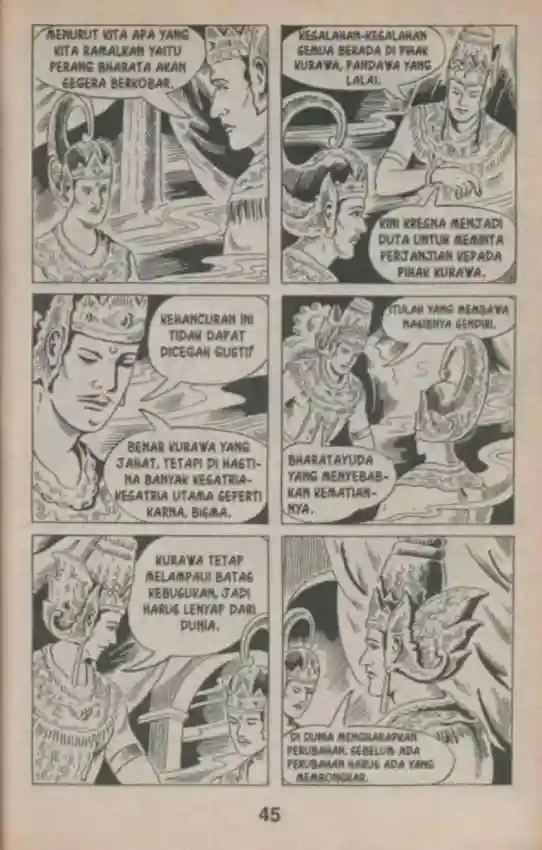 MENURUT KITA APA YANG
KITA RAMALKAN YAITU
PERANG BHARATA AKAN
SEGERA BERKOBAR.
KESALAHAN-KESALAHAN
SEMUA BERADA DI PIHAK
KURAWA, PANDAWA YANG
LALAI.
KINI KRESNA MENJADI
DUTA UNTUK MEMINTA
PERJANJIAN KEPADA
PIHAK KURAWA.
KEHANCURAN INI
TIDAK DAPAT
DICEGAH GUSTI?
BENAR KURAWA YANG
JAHAT, TETAPI DI HASTI-
NA BANYAK KESATRIA-
KESATRIA UTAMA SEPERTI
KARNA, BISMA.
ITULAH YANG MEMBAWA
NASIBNYA SENDIRI.
BHARATAYUDA
YANG MENYEBAB-
KAN KEMATIAN-
NYA.
KURAWA TETAP
MELAMPAUI BATAS
KEBUSUKAN, JADI
HARUS LENYAP DARI
DUNIA.
DI DUNIA MENGHARAPKAN
PERUBAHAN. SEBELUM ADA
PERUBAHAN HARUS ADA YANG
MEMBONGKAR.
45